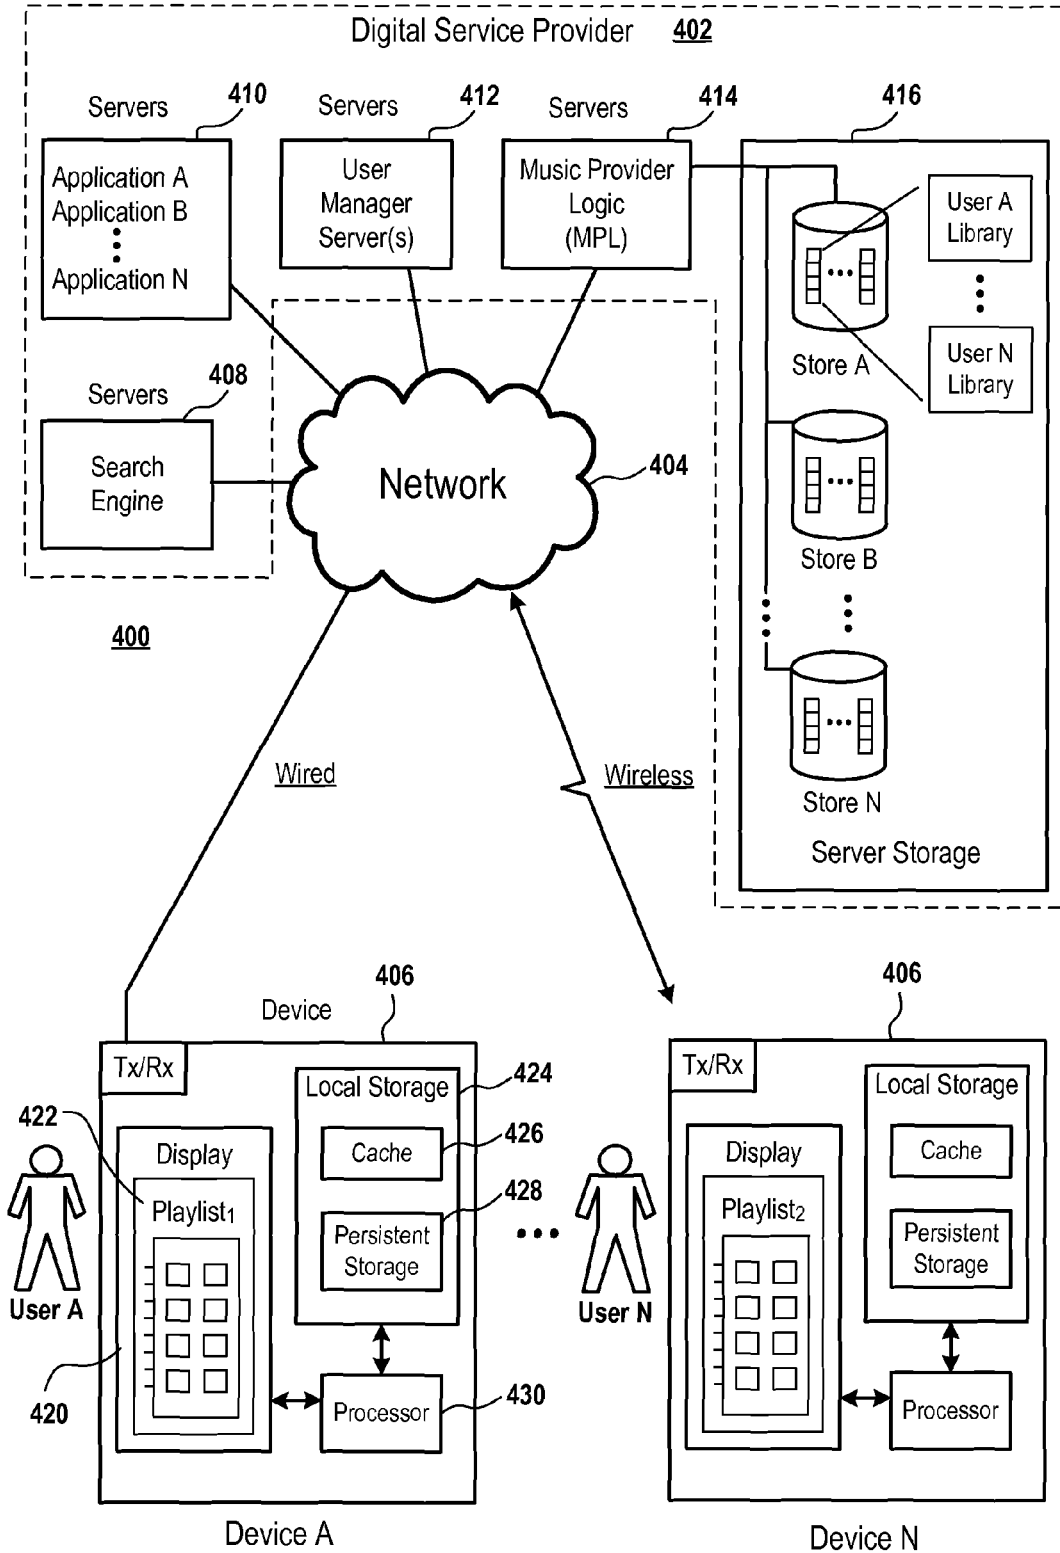 Digital Service Provider 402
Servers 410
Application A
Application B
Application N
Servers 412
User
Manager
Server(s)
Servers 414
Music Provider
Logic
(MPL)
416
User A
Library
User N
Library
Store A
Store B
Store N
Server Storage
Servers 408
Search
Engine
Network
404
400
Wired
Wireless
Device
406
Tx/Rx
Local Storage
424
Cache
426
Persistent
Storage
428
422
Display
Playlist1
User A
420
Processor
430
Device A
406
Tx/Rx
Local Storage
Cache
Persistent
Storage
Display
Playlist2
User N
Processor
Device N